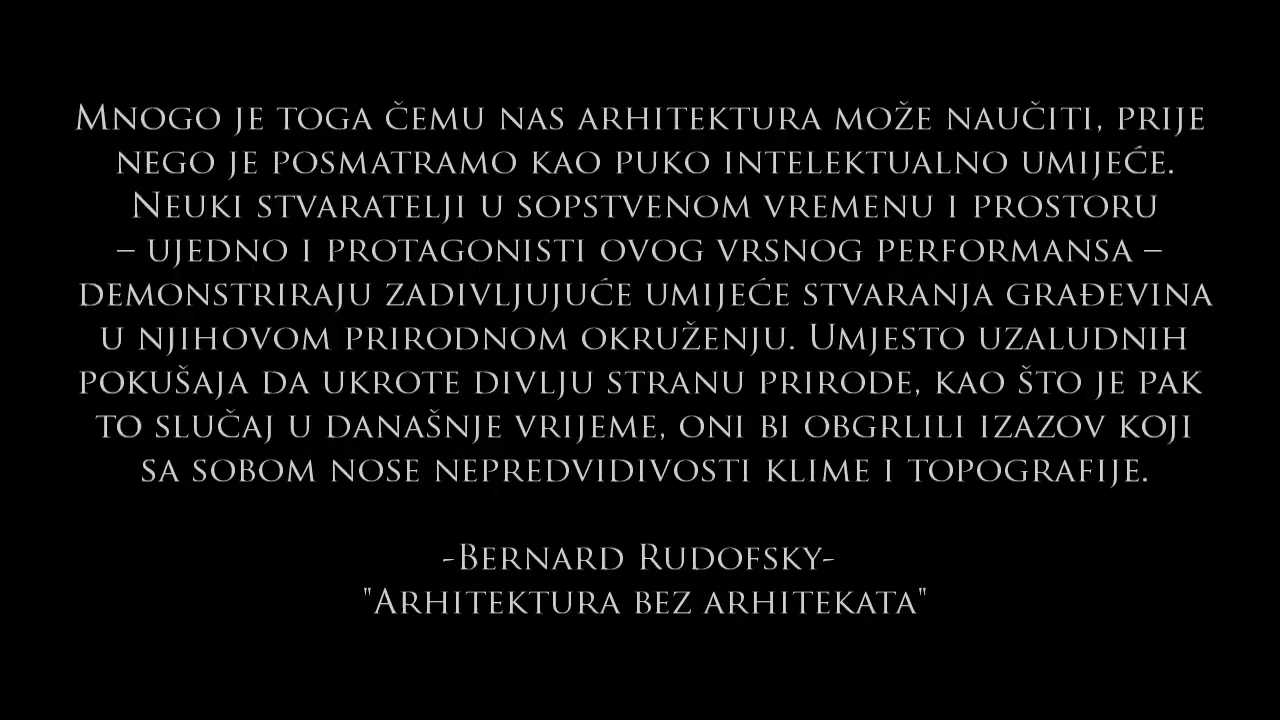 Mnogo je toga čemu nas arhitektura može naučiti, prije
nego je posmatramo kao puko intelektualno umijeće.
Neuki stvaratelji u sopstvenom vremenu i prostoru
– ujedno i protagonisti ovog vrsnog performansa –
demonstriraju zadivljujuće umijeće stvaranja građevina
u njihovom prirodnom okruženju. Umjesto uzaludnih
pokušaja da ukrote divlju stranu prirode, kao što je pak
to slučaj u današnje vrijeme, oni bi obgrlili izazov koji
sa sobom nose nepredvidivosti klime i topografije.
-Bernard Rudofsky-
"Arhitektura bez arhitekata"